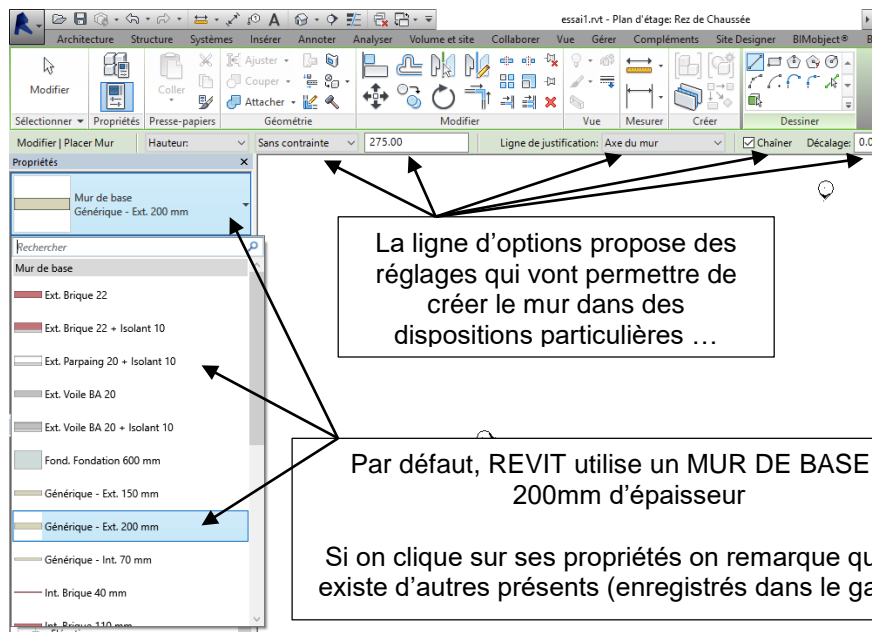 essai1.rvt - Plan d'étage: Rez de Chaussée
Architecture Structure Systèmes Insérer Annoter Analyser Volume et site Collaborer Vue Gérer Compléments Site Designer BIMobject® B
Modifier
Coller
Ajuster
Couper
Attacher
Sélectionner Propriétés Presse-papiers Géométrie Modifier Vue Mesurer Créer Dessiner
Modifier | Placer Mur Hauteur: Sans contrainte 275.00 Ligne de justification: Axe du mur Chaîner Décalage: 0.0
Propriétés
Mur de base
Générique - Ext. 200 mm
Rechercher
Mur de base
Ext. Brique 22
Ext. Brique 22 + Isolant 10
Ext. Parpaing 20 + Isolant 10
Ext. Voile BA 20
Ext. Voile BA 20 + Isolant 10
Fond. Fondation 600 mm
Générique - Ext. 150 mm
Générique - Ext. 200 mm
Générique - Int. 70 mm
Int. Brique 40 mm
Int. Brique 110 mm
La ligne d'options propose des
réglages qui vont permettre de
créer le mur dans des
dispositions particulières …
Par défaut, REVIT utilise un MUR DE BASE
200mm d'épaisseur
Si on clique sur ses propriétés on remarque qu
existe d'autres présents (enregistrés dans le ga